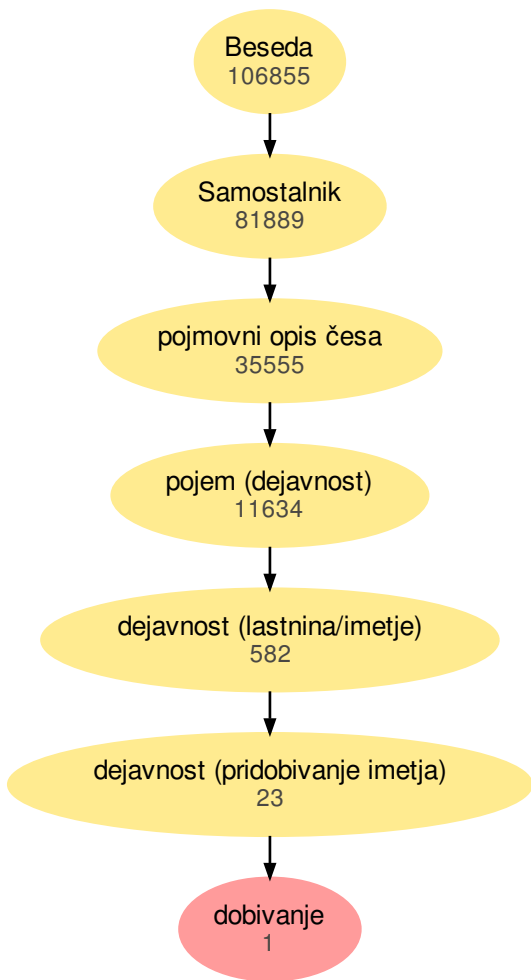 Beseda
106855
Samostalnik
81889
pojmovni opis česa
35555
pojem (dejavnost)
11634
dejavnost (lastnina/imetje)
582
dejavnost (pridobivanje imetja)
23
dobivanje
1